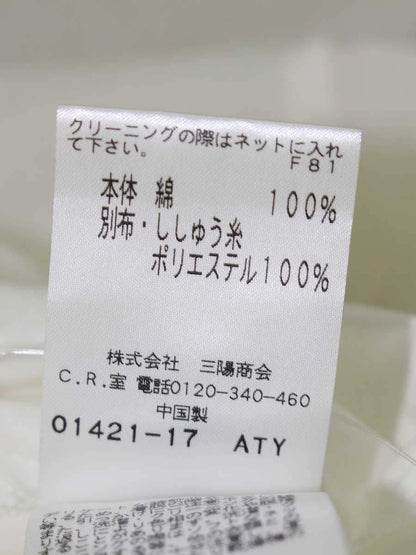 クリーニングの際はネットに入れ
て下さい。
F81
本体 綿 100%
別布・ししゅう糸
ポリエステル100%
株式会社 三陽商会
C.R.室 電話0120-340-460
中国製
01421-17 ATY